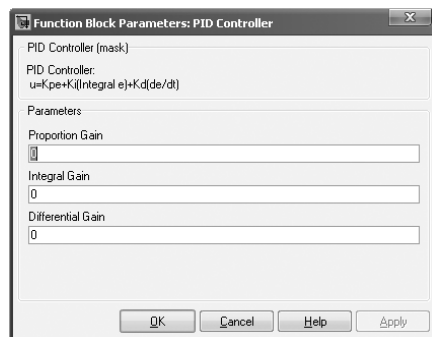 Function Block Parameters: PID Controller
PID Controller (mask)
PID Controller:
u=Kpe+Ki(Integral e)+Kd(de/dt)
Parameters
Proportion Gain
0
Integral Gain
0
Differential Gain
0
OK Cancel Help Apply